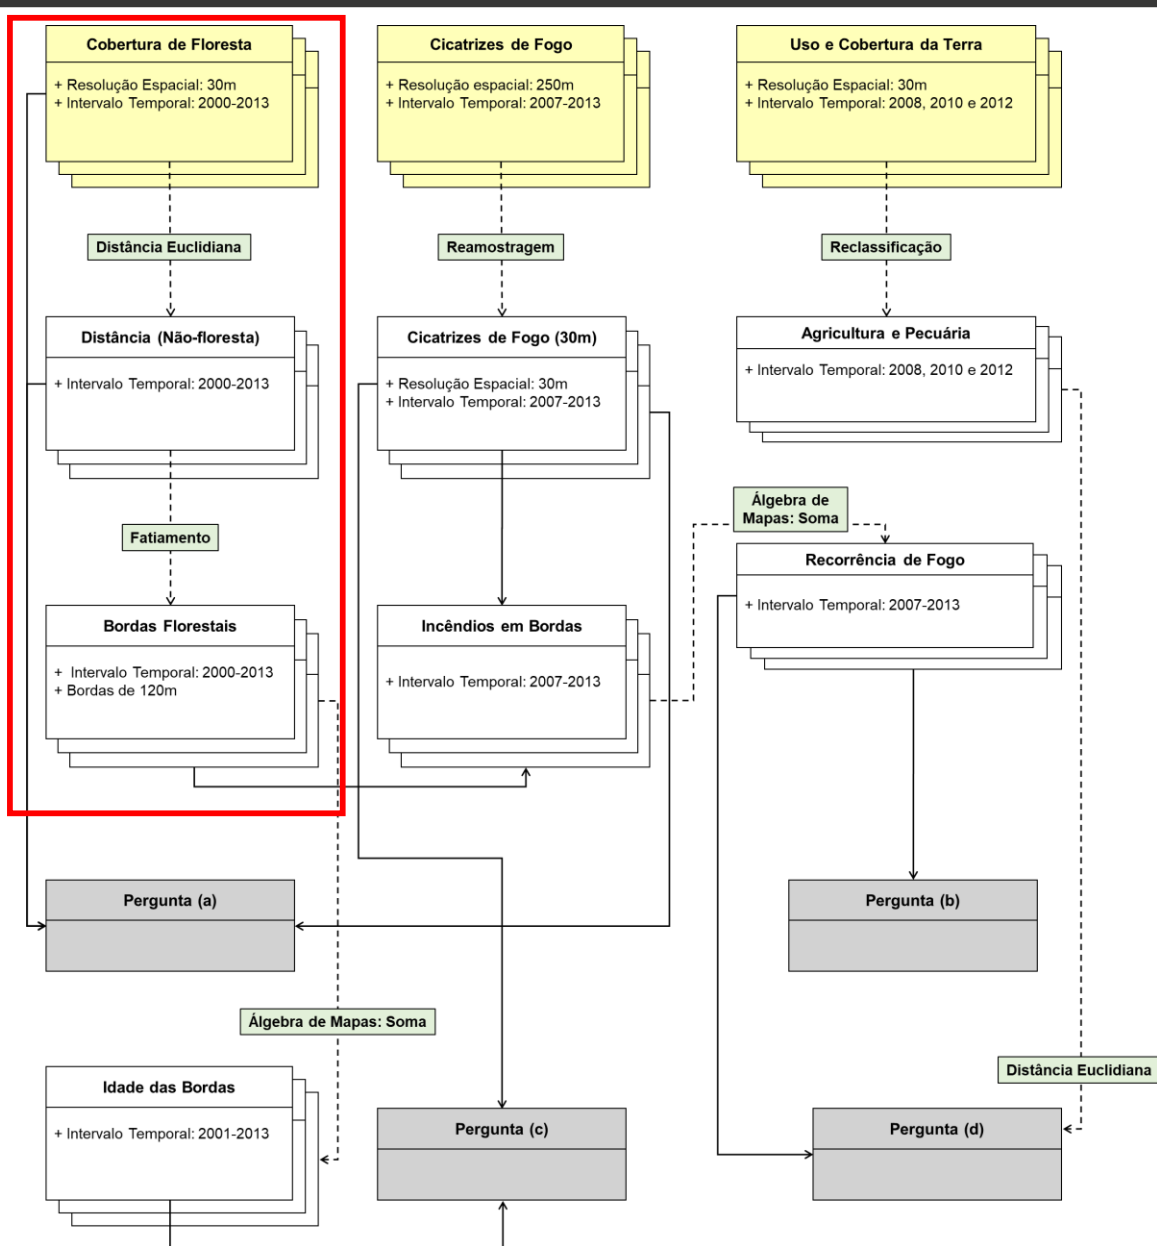 Cobertura de Floresta
+ Resolução Espacial: 30m
+ Intervalo Temporal: 2000-2013
Cicatrizes de Fogo
+ Resolução espacial: 250m
+ Intervalo Temporal: 2007-2013
Uso e Cobertura da Terra
+ Resolução Espacial: 30m
+ Intervalo Temporal: 2008, 2010 e 2012
Distância Euclidiana
Reamostragem
Reclassificação
Distância (Não-floresta)
+ Intervalo Temporal: 2000-2013
Cicatrizes de Fogo (30m)
+ Resolução Espacial: 30m
+ Intervalo Temporal: 2007-2013
Agricultura e Pecuária
+ Intervalo Temporal: 2008, 2010 e 2012
Fatiamento
Álgebra de
Mapas: Soma
Recorrência de Fogo
+ Intervalo Temporal: 2007-2013
Bordas Florestais
+ Intervalo Temporal: 2000-2013
+ Bordas de 120m
Incêndios em Bordas
+ Intervalo Temporal: 2007-2013
Pergunta (a)
Pergunta (b)
Álgebra de Mapas: Soma
Distância Euclidiana
Idade das Bordas
+ Intervalo Temporal: 2001-2013
Pergunta (c)
Pergunta (d)